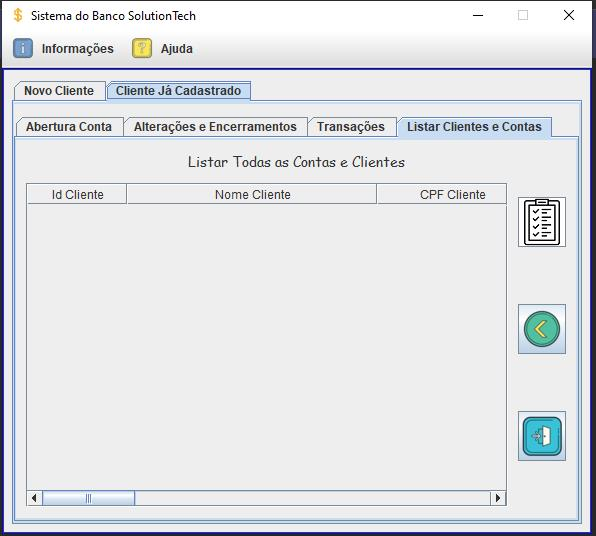 Sistema do Banco SolutionTech
Informações Ajuda
Novo Cliente Cliente Já Cadastrado
Abertura Conta Alterações e Encerramentos Transações Listar Clientes e Contas
Listar Todas as Contas e Clientes
Id Cliente Nome Cliente CPF Cliente